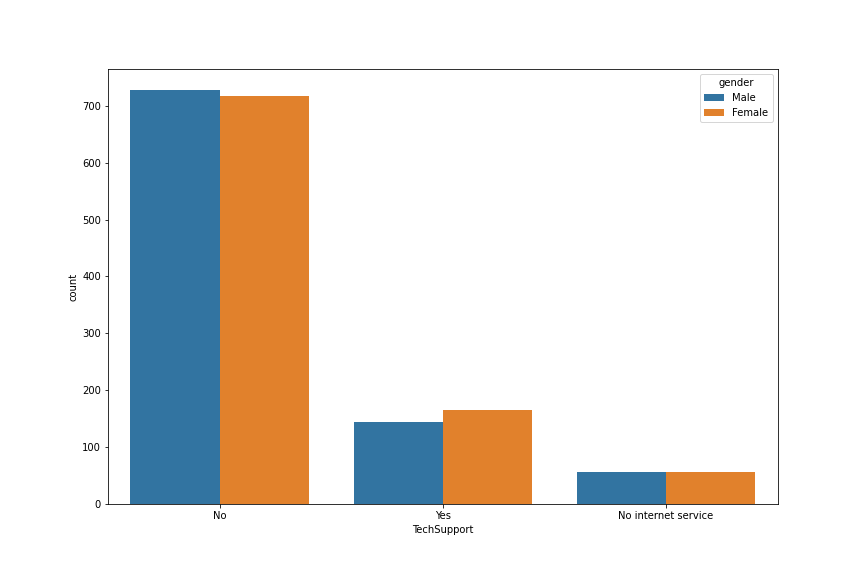 gender
Male
Female
700
600
500
400
300
200
100
0
count
No
Yes
No internet service
TechSupport